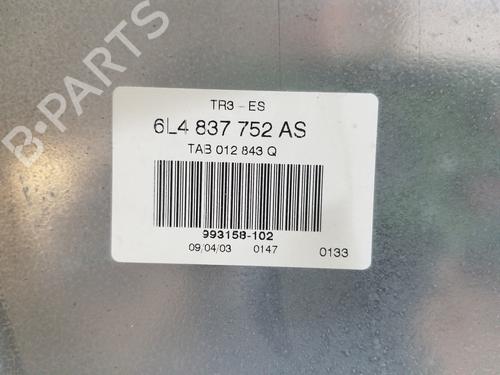 B-PARTS
TR3 - ES
6L4 837 752 AS
TAB 012 843 Q
993158-102
09/04/03 0147 0133